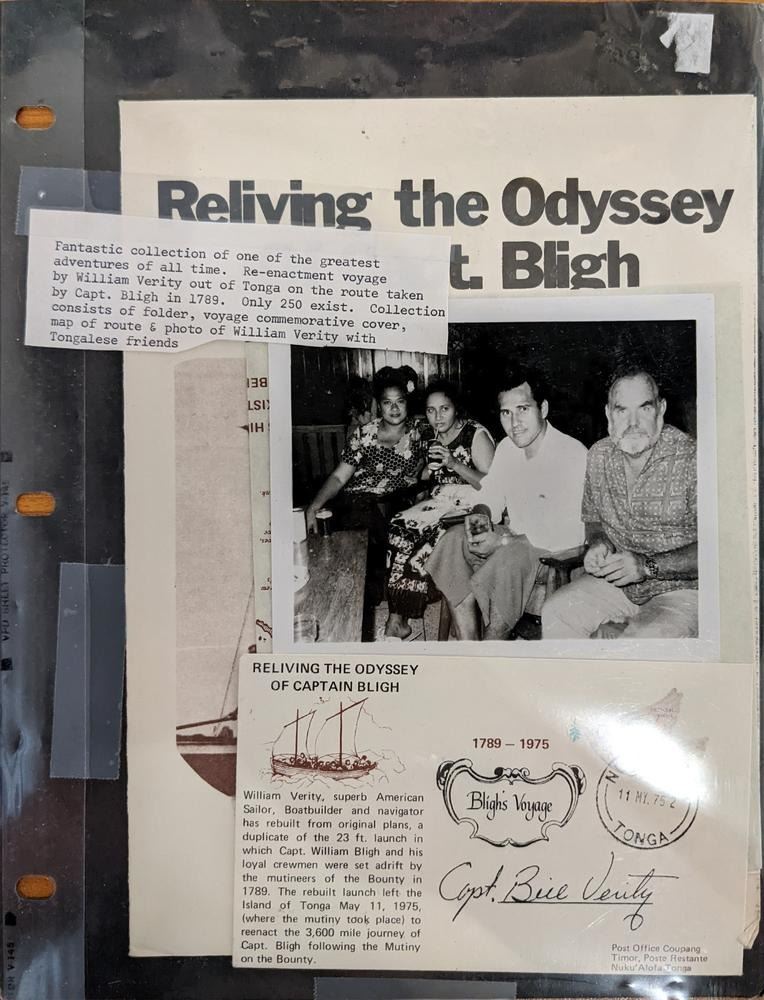 Reliving the Odyssey
t. Bligh
Fantastic collection of one of the greatest
adventures of all time. Re-enactment voyage
by William Verity out of Tonga on the route taken
by Capt. Bligh in 1789. Only 250 exist. Collection
consists of folder, voyage commemorative cover,
map of route & photo of William Verity with
Tongalese friends
RELIVING THE ODYSSEY
OF CAPTAIN BLIGH
William Verity, superb American
Sailor, Boatbuilder and navigator
has rebuilt from original plans, a
duplicate of the 23 ft. launch in
which Capt. William Bligh and his
loyal crewmen were set adrift by
the mutineers of the Bounty in
1789. The rebuilt launch left the
Island of Tonga May 11, 1975,
(where the mutiny took place) to
reenact the 3,600 mile journey of
Capt. Bligh following the Mutiny
on the Bounty.
1789 – 1975
Bligh's Voyage
11 MY. 75 2
TONGA
Capt. Bill Verity
Post Office Coupang
Timor, Poste Restante
Nuku'Alofa Tonga